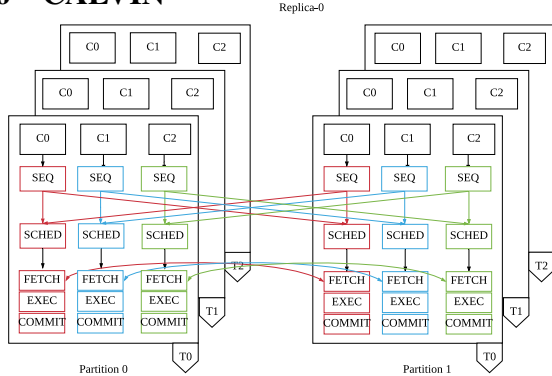 CALVIN
Replica-0
C0 C1 C2 C0 C1 C2
C0 C1 C2 C0 C1 C2
C0 C1 C2 C0 C1 C2
SEQ SEQ SEQ SEQ SEQ SEQ
SCHED SCHED SCHED SCHED SCHED SCHED
T2 T2
FETCH FETCH FETCH FETCH FETCH FETCH
EXEC EXEC EXEC EXEC EXEC EXEC
T1 T1
COMMIT COMMIT COMMIT COMMIT COMMIT COMMIT
T0 T0
Partition 0 Partition 1